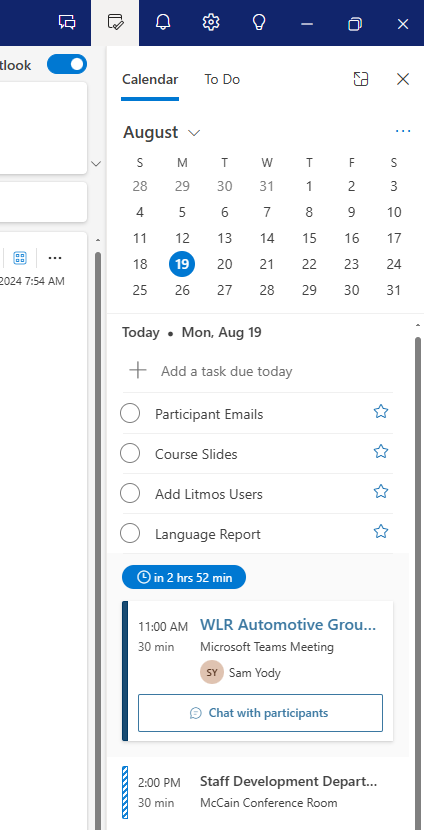 tlook
2024 7:54 AM
Calendar To Do
August
S M T W T F S
28 29 30 31 1 2 3
4 5 6 7 8 9 10
11 12 13 14 15 16 17
18 19 20 21 22 23 24
25 26 27 28 29 30 31
Today • Mon, Aug 19
Add a task due today
Participant Emails
Course Slides
Add Litmos Users
Language Report
in 2 hrs 52 min
11:00 AM WLR Automotive Grou...
30 min Microsoft Teams Meeting
SY Sam Yody
Chat with participants
2:00 PM Staff Development Depart...
30 min McCain Conference Room